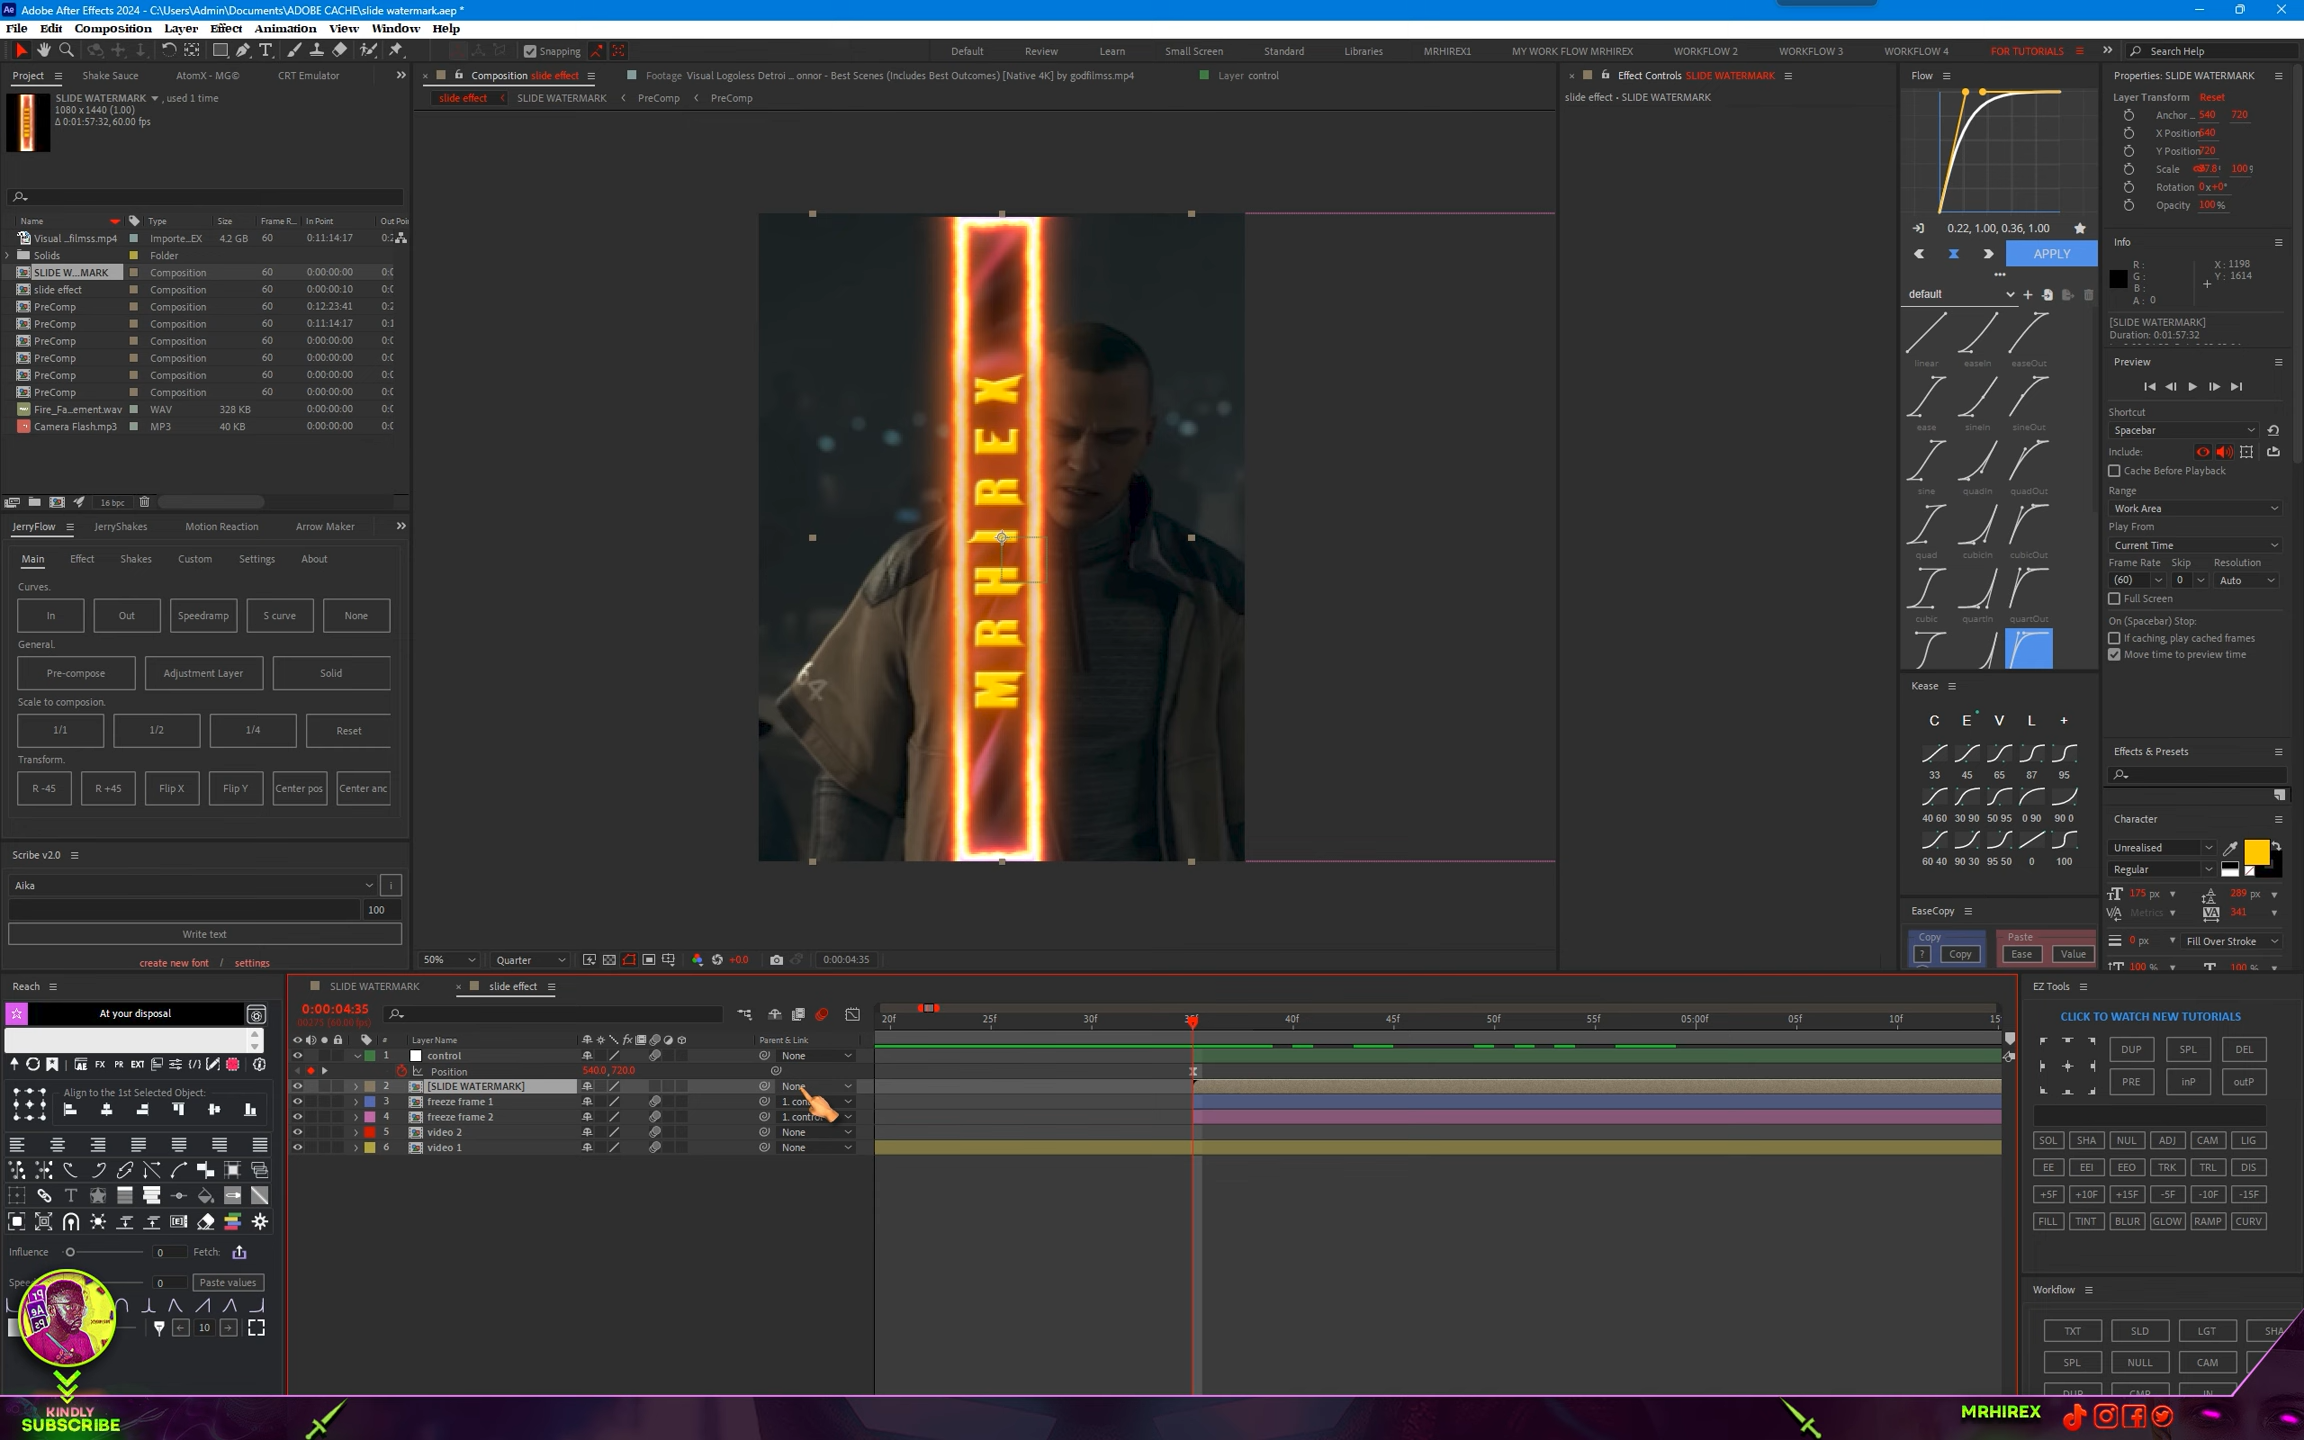 Adobe After Effects 2024 - C:\Users\Admin\Documents\ADOBE CACHE\slide watermark.aep *
File Edit Composition Layer Effect Animation View Window Help
Snapping
Default Review Learn Small Screen Standard Libraries MRHIREX1 MY WORK FLOW MRHIREX WORKFLOW 2 WORKFLOW 3 WORKFLOW 4 FOR TUTORIALS Search Help
Project Shake Sauce AtomX - MG© CRT Emulator
SLIDE WATERMARK , used 1 time
1080 x 1440 (1.00)
Δ 0:01:57:32, 60.00 fps
Name Type Size Frame R... In Point Out Poi
Visual ..filmss.mp4 Importe...EX 4.2 GB 60 0:11:14:17
Solids Folder
SLIDE W...MARK Composition 60 0:00:00:00
slide effect Composition 60 0:00:00:10
PreComp Composition 60 0:12:23:41
PreComp Composition 60 0:11:14:17
PreComp Composition 60 0:00:00:00
PreComp Composition 60 0:00:00:00
PreComp Composition 60 0:00:00:00
PreComp Composition 60 0:00:00:00
Fire_Fa...ement.wav WAV 328 KB 0:00:00:00
Camera Flash.mp3 MP3 40 KB 0:00:00:00
16 bpc
JerryFlow JerryShakes Motion Reaction Arrow Maker
Main Effect Shakes Custom Settings About
Curves.
In Out Speedramp S curve None
General.
Pre-compose Adjustment Layer Solid
Scale to composion.
1/1 1/2 1/4 Reset
Transform.
R -45 R +45 Flip X Flip Y Center pos Center anc
Scribe v2.0
Aika i
100
Write text
create new font / settings
Composition slide effect Footage Visual Logoless Detroi ... onnor - Best Scenes (Includes Best Outcomes) [Native 4K] by godfilmss.mp4 Layer control
slide effect SLIDE WATERMARK PreComp PreComp
MRHIREX
50% Quarter +0.0 0:00:04:35
Effect Controls SLIDE WATERMARK
slide effect • SLIDE WATERMARK
Flow
0.22, 1.00, 0.36, 1.00
APPLY
default
linear easeIn easeOut
ease sineIn sineOut
sine quadIn quadOut
quad cubicIn cubicOut
cubic quartIn quartOut
Kease
C E V L +
33 45 65 87 95
40 60 30 90 50 95 0 90 90 0
60 40 90 30 95 50 0 100
EaseCopy
Copy Paste
? Copy Ease Value
Properties: SLIDE WATERMARK
Layer Transform Reset
Anchor ... 540 720
X Position 640
Y Position 720
Scale 100
Rotation 0x+0°
Opacity 100 %
Info
R : X : 1198
G : Y : 1614
B :
A : 0
[SLIDE WATERMARK]
Duration: 0:01:57:32
Preview
Shortcut
Spacebar
Include:
Cache Before Playback
Range
Work Area
Play From
Current Time
Frame Rate Skip Resolution
(60) 0 Auto
Full Screen
On (Spacebar) Stop:
If caching, play cached frames
Move time to preview time
Effects & Presets
Character
Unrealised
Regular
175 px 289 px
Metrics 341
0 px Fill Over Stroke
100 % 100 %
Reach
At your disposal
FX PR EXT
Align to the 1st Selected Object:
Influence 0 Fetch:
0 Paste values
10
SLIDE WATERMARK slide effect
0:00:04:35
00275 (60.00 fps)
# Layer Name Parent & Link
1 control None
Position 540.0, 720.0
2 [SLIDE WATERMARK] None
3 freeze frame 1
4 freeze frame 2 1. control
5 video 2 None
6 video 1 None
20f 25f 30f 40f 45f 50f 55f 05:00f 05f 10f
EZ Tools
CLICK TO WATCH NEW TUTORIALS
DUP SPL DEL
PRE inP outP
SOL SHA NUL ADJ CAM LIG
EE EEI EEO TRK TRL DIS
+5F +10F +15F -5F -10F -15F
FILL TINT BLUR GLOW RAMP CURV
Workflow
TXT SLD LGT SHA
SPL NULL CAM
Pr
Ae
Ps
KINDLY
SUBSCRIBE
MRHIREX